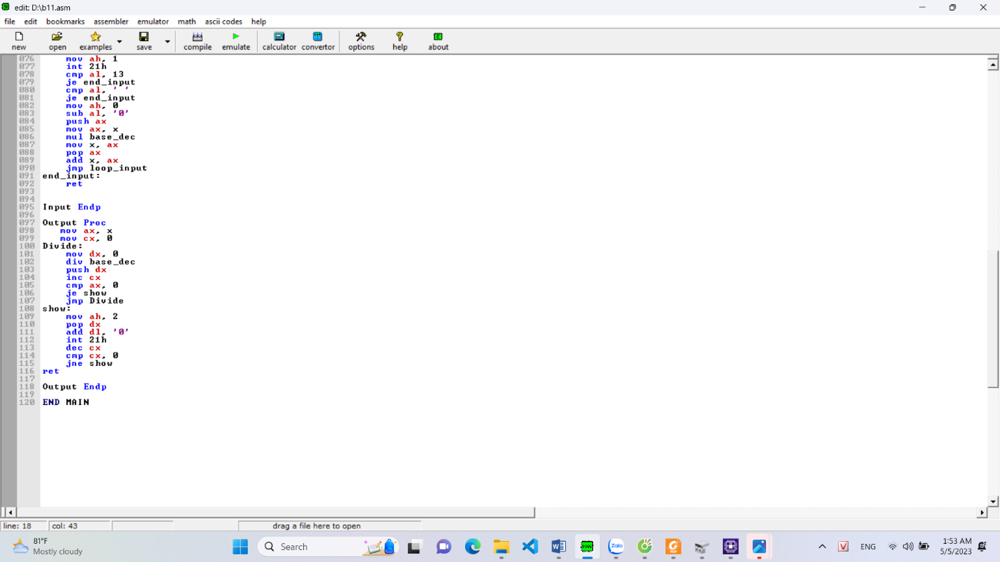 edit: D:\b11.asm
file edit bookmarks assembler emulator math ascii codes help
new open examples save compile emulate calculator convertor options help about
076 mov ah, 1
077 int 21h
078 cmp al, 13
079 je end_input
080 cmp al, ' '
081 je end_input
082 mov ah, 0
083 sub al, '0'
084 push ax
085 mov ax, x
086 mul base_dec
087 mov x, ax
088 pop ax
089 add x, ax
090 jmp loop_input
091 end_input:
092 ret
093
094
095 Input Endp
096
097 Output Proc
098 mov ax, x
099 mov cx, 0
100 Divide:
101 mov dx, 0
102 div base_dec
103 push dx
104 inc cx
105 cmp ax, 0
106 je show
107 jmp Divide
108 show:
109 mov ah, 2
110 pop dx
111 add dl, '0'
112 int 21h
113 dec cx
114 cmp cx, 0
115 jne show
116 ret
117
118 Output Endp
119
120 END MAIN
line: 18 col: 43 drag a file here to open
81°F
Mostly cloudy
Search
Zalo
PDF
V
ENG
1:53 AM
5/5/2023